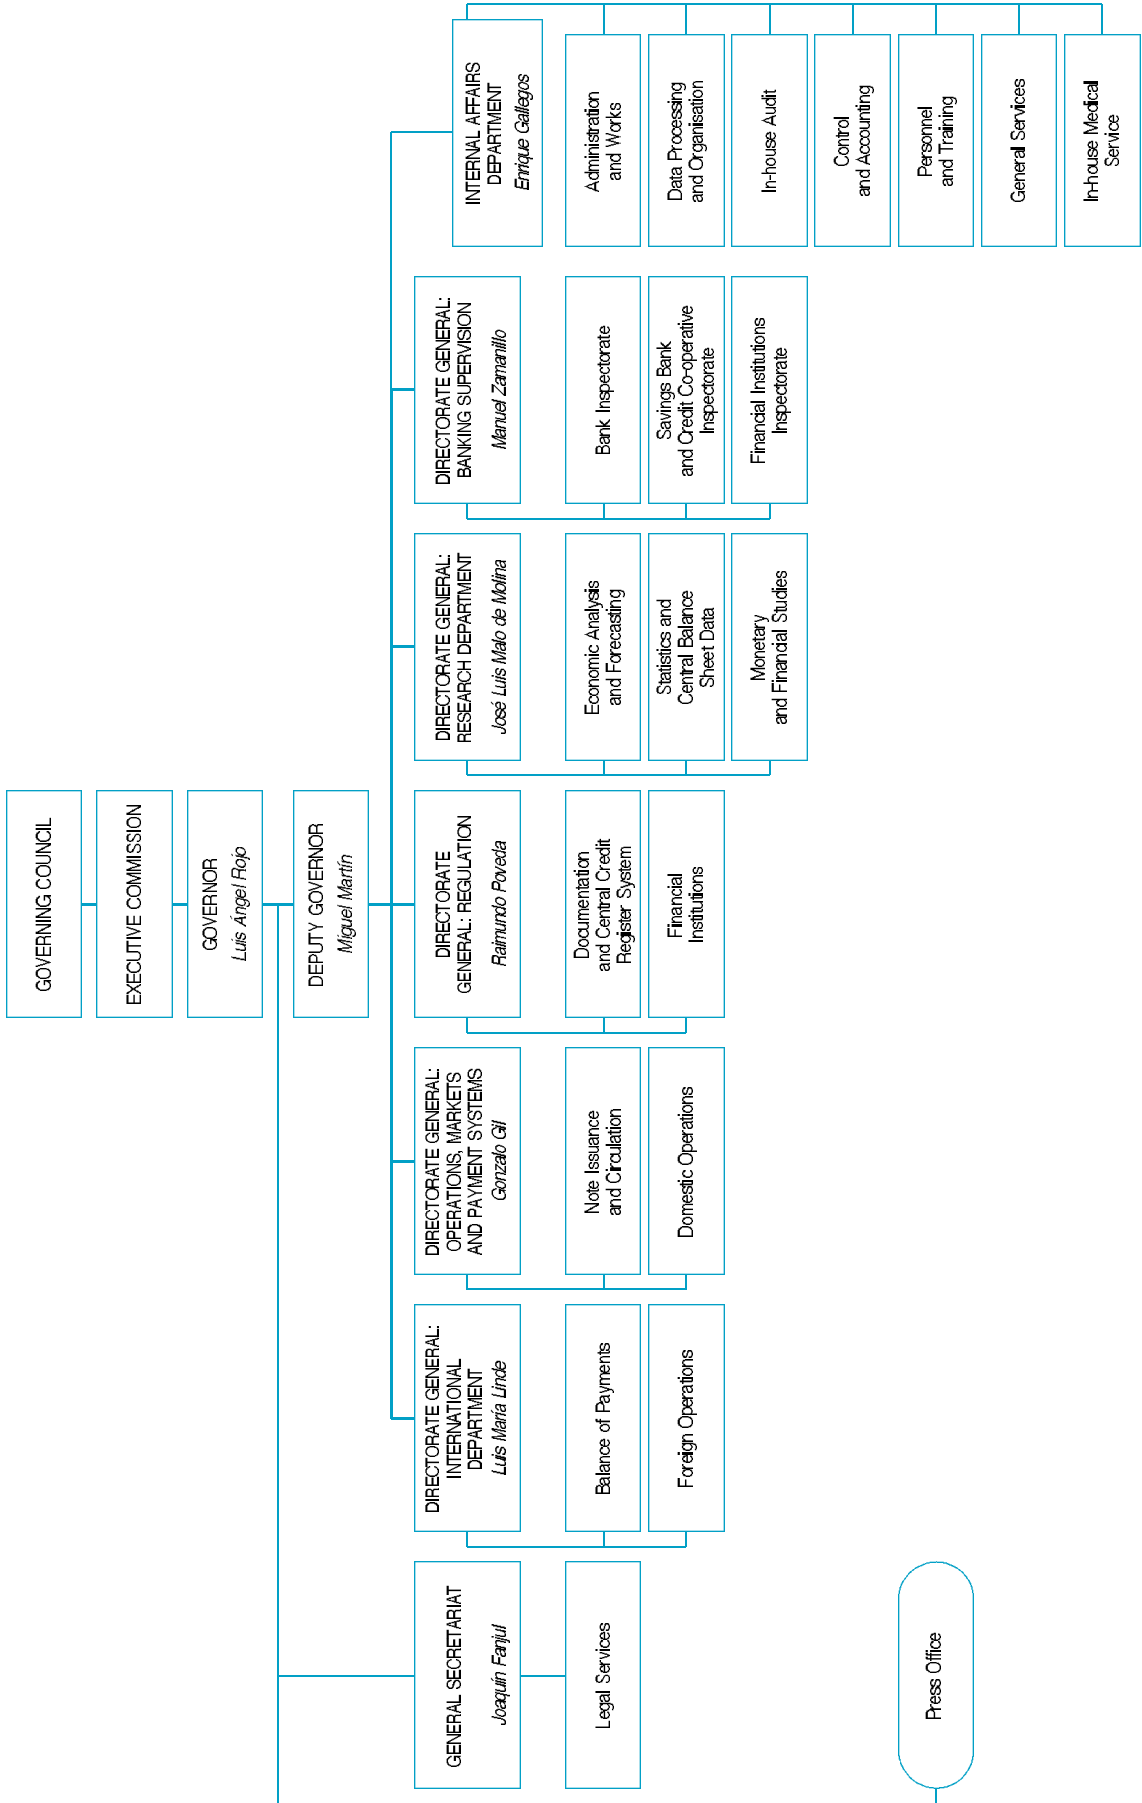 GOVERNING COUNCIL
EXECUTIVE COMMISSION
GOVERNOR
Luis Ángel Rojo
DEPUTY GOVERNOR
Miguel Martín
GENERAL SECRETARIAT
Joaquín Fanjul
Legal Services
Press Office
DIRECTORATE GENERAL:
INTERNATIONAL
DEPARTMENT
Luis María Linde
Balance of Payments
Foreign Operations
DIRECTORATE GENERAL:
OPERATIONS, MARKETS
AND PAYMENT SYSTEMS
Gonzalo Gil
Note Issuance
and Circulation
Domestic Operations
DIRECTORATE
GENERAL: REGULATION
Raimundo Poveda
Documentation
and Central Credit
Register System
Financial
Institutions
DIRECTORATE GENERAL:
RESEARCH DEPARTMENT
José Luis Malo de Molina
Economic Analysis
and Forecasting
Statistics and
Central Balance
Sheet Data
Monetary
and Financial Studies
DIRECTORATE GENERAL:
BANKING SUPERVISION
Manuel Zamanillo
Bank Inspectorate
Savings Bank
and Credit Co-operative
Inspectorate
Financial Institutions
Inspectorate
INTERNAL AFFAIRS
DEPARTMENT
Enrique Gallegos
Administration
and Works
Data Processing
and Organisation
In-house Audit
Control
and Accounting
Personnel
and Training
General Services
In-house Medical
Service